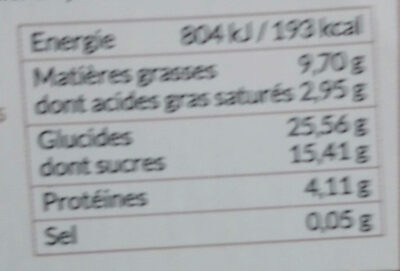 Energie 804 kJ / 193 kcal
Matières grasses 9,70 g
dont acides gras saturés 2,95 g
Glucides 25,56 g
dont sucres 15,41 g
Protéines 4,11 g
Sel 0,05 g